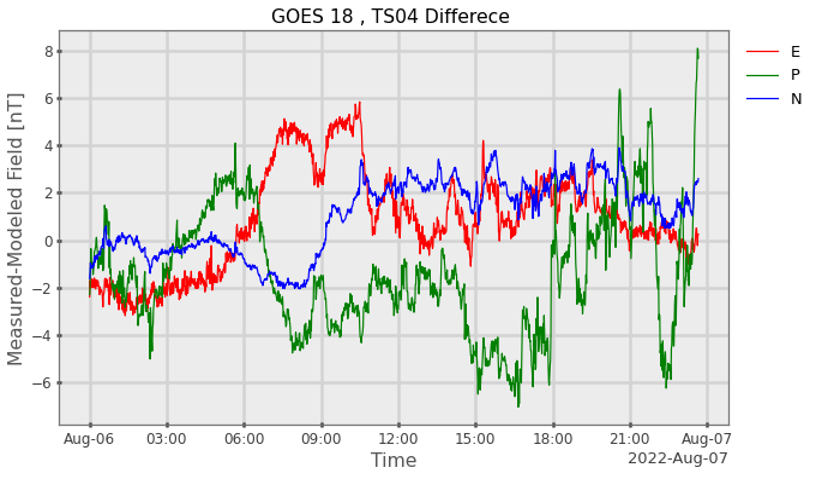 GOES 18 , TS04 Differece
E
P
N
8
6
4
2
0
−2
−4
−6
Measured-Modeled Field [nT]
Aug-06 03:00 06:00 09:00 12:00 15:00 18:00 21:00 Aug-07
2022-Aug-07
Time